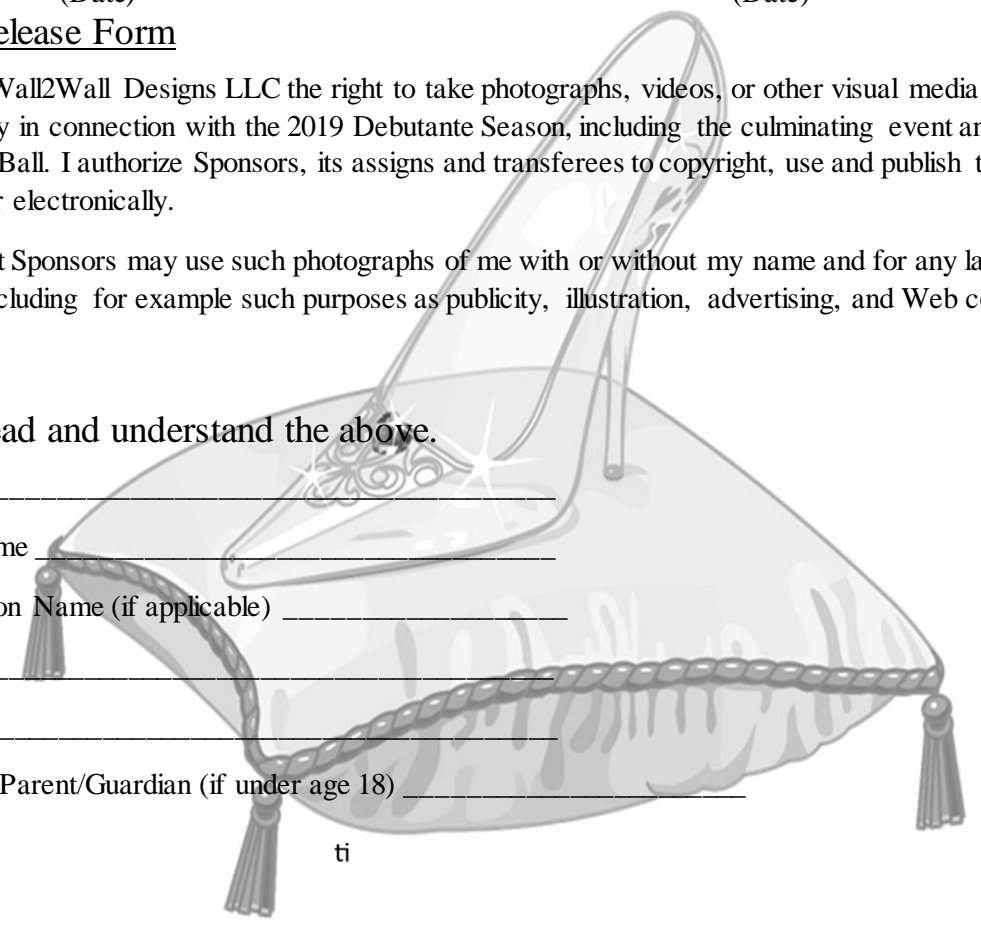 (Date) (Date)
elease Form
Wall2Wall Designs LLC the right to take photographs, videos, or other visual media
y in connection with the 2019 Debutante Season, including the culminating event an
Ball. I authorize Sponsors, its assigns and transferees to copyright, use and publish t
r electronically.
t Sponsors may use such photographs of me with or without my name and for any la
cluding for example such purposes as publicity, illustration, advertising, and Web co
ead and understand the above.
me
on Name (if applicable)
Parent/Guardian (if under age 18)
ti